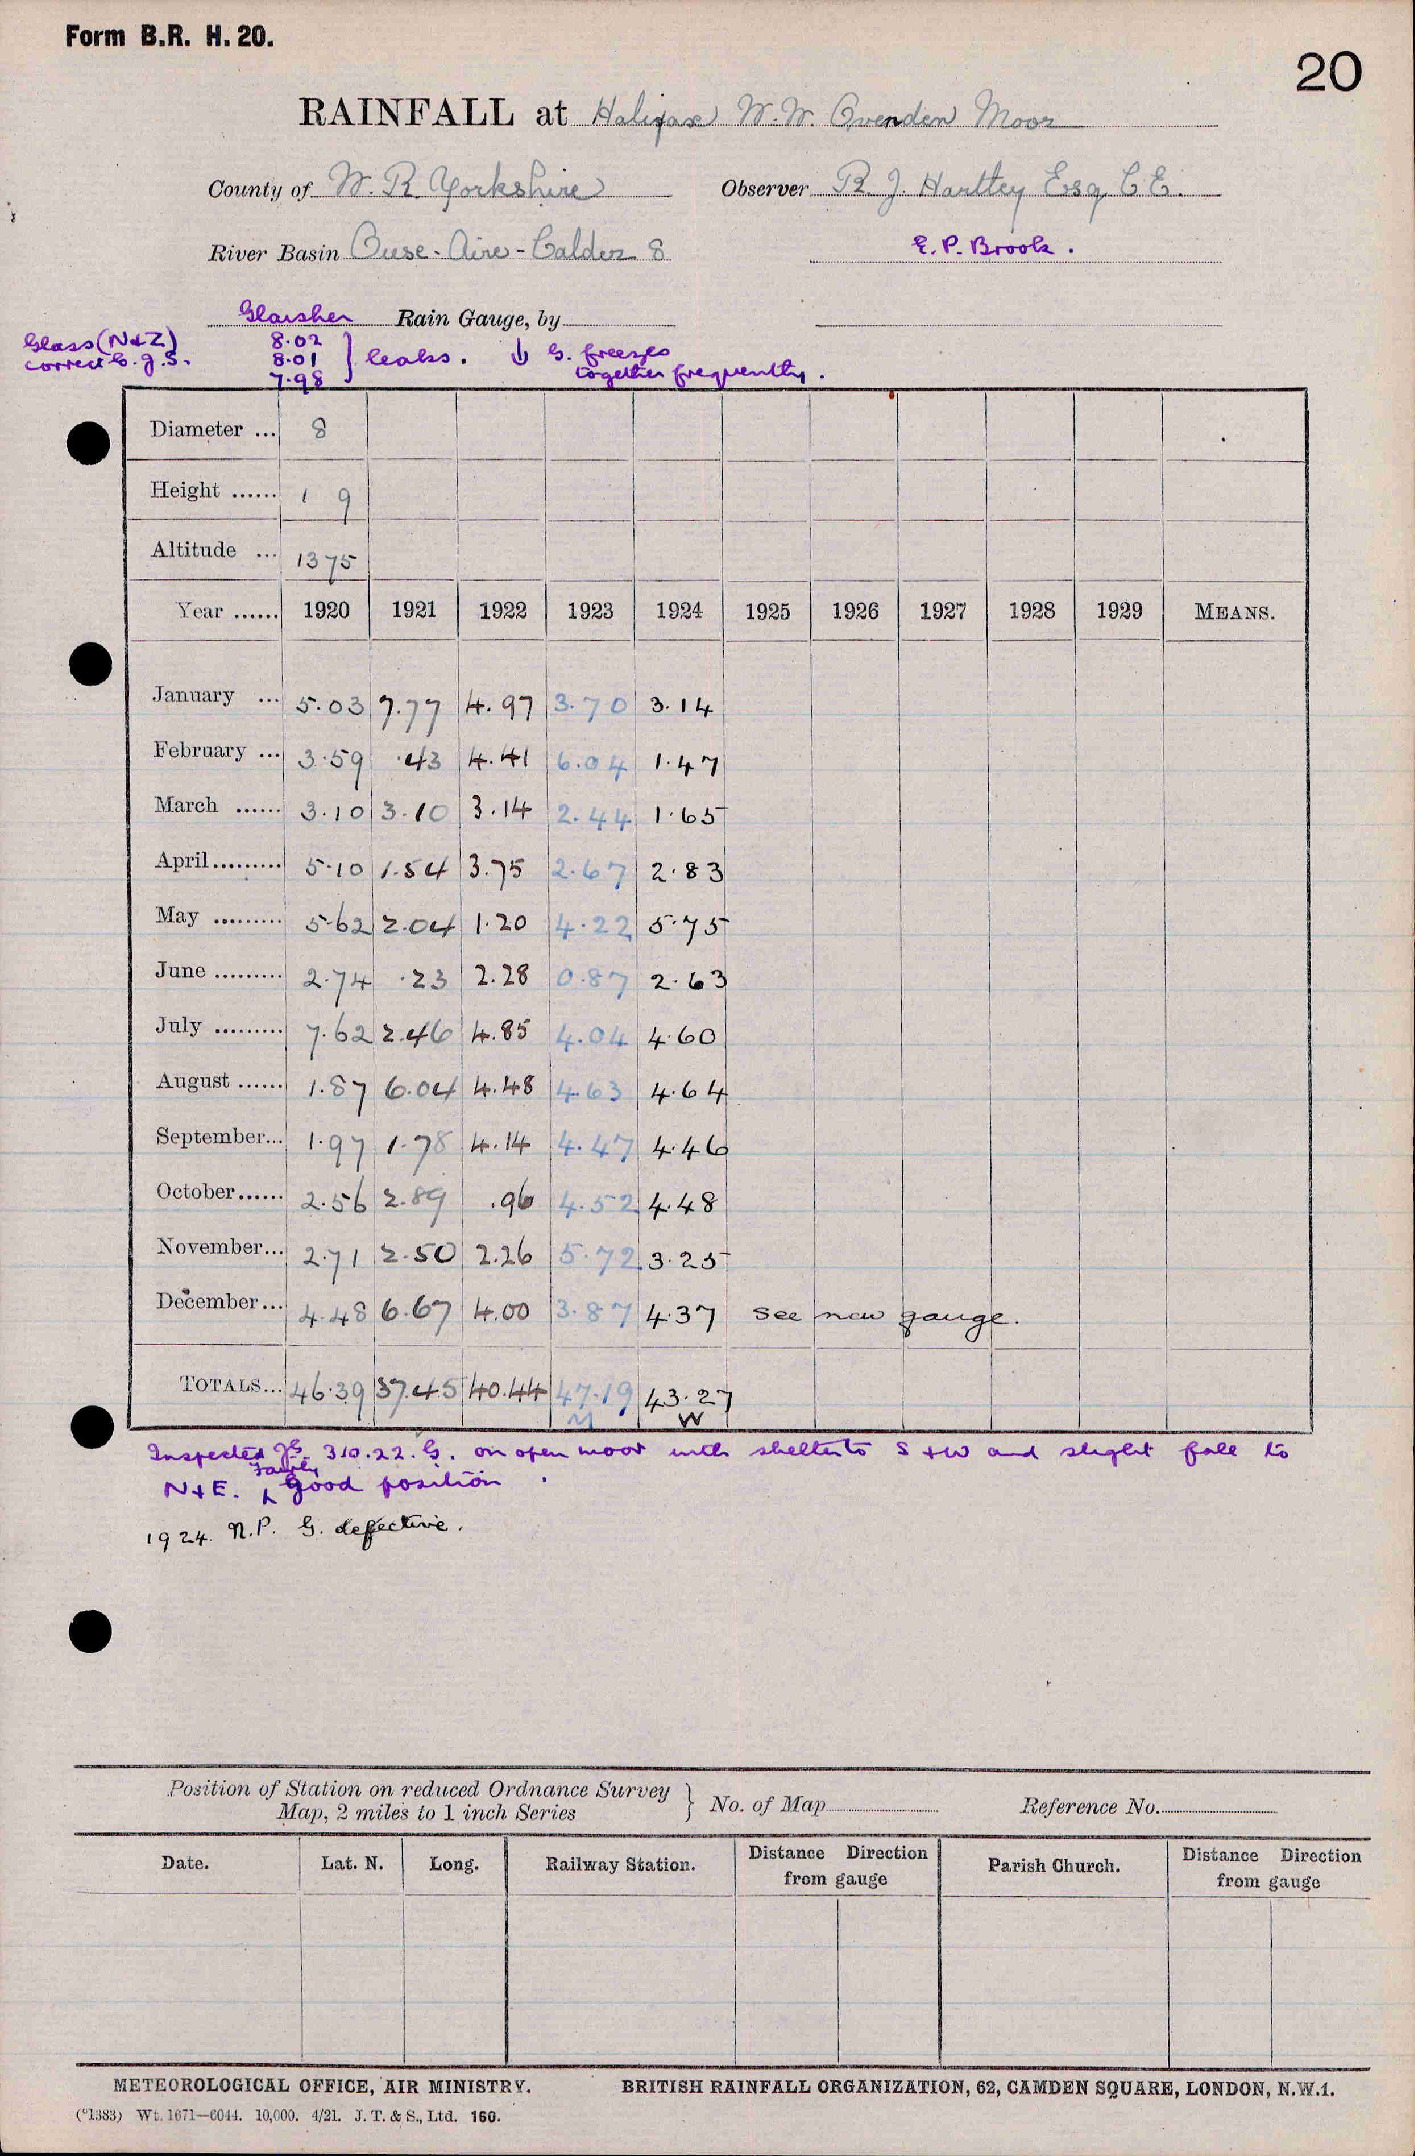 Form B.R. H. 20.
20
RAINFALL at Halifax W.W. Ovenden Moor
County of W. R. Yorkshire Observer R. J. Hartley Esq C.E.
River Basin Ouse-Aire-Calder 8 E. P. Brook.
Glaisher Rain Gauge, by
Glass (N+Z) 8.02
correct b.g.S. 8.01 } leaks. G. freezes
7.98 together frequently.
Diameter ... 8
Height ...... 1 9
Altitude ... 1375
Year ...... 1920 1921 1922 1923 1924 1925 1926 1927 1928 1929 MEANS.
January ... 5.03 7.77 4.97 3.70 3.14
February ... 3.59 .43 4.41 6.04 1.47
March ...... 3.10 3.10 3.14 2.44 1.65
April......... 5.10 1.54 3.75 2.67 2.83
May ......... 5.62 2.04 1.20 4.22 5.75
June ......... 2.74 .23 2.28 0.87 2.63
July ......... 7.62 2.46 4.85 4.04 4.60
August ...... 1.87 6.04 4.48 4.63 4.64
September... 1.97 1.78 4.14 4.47 4.46
October...... 2.56 2.89 .96 4.52 4.48
November... 2.71 2.50 2.26 5.72 3.25
December... 4.48 6.67 4.00 3.87 4.37 see new gauge.
TOTALS... 46.39 37.45 40.44 47.19 43.27
M W
Inspected JG. 3.10.22. G. on open moor with shelter to S + W and slight fall to
N + E. fairly good position
1924. N.P. G. defective.
Position of Station on reduced Ordnance Survey
Map, 2 miles to 1 inch Series } No. of Map Reference No.
Date. Lat. N. Long. Railway Station. Distance Direction from gauge Parish Church. Distance Direction from gauge
METEOROLOGICAL OFFICE, AIR MINISTRY. BRITISH RAINFALL ORGANIZATION, 62, CAMDEN SQUARE, LONDON, N.W.1.
(*1383) Wt. 1671—6044. 10,000. 4/21. J. T. & S., Ltd. 160.